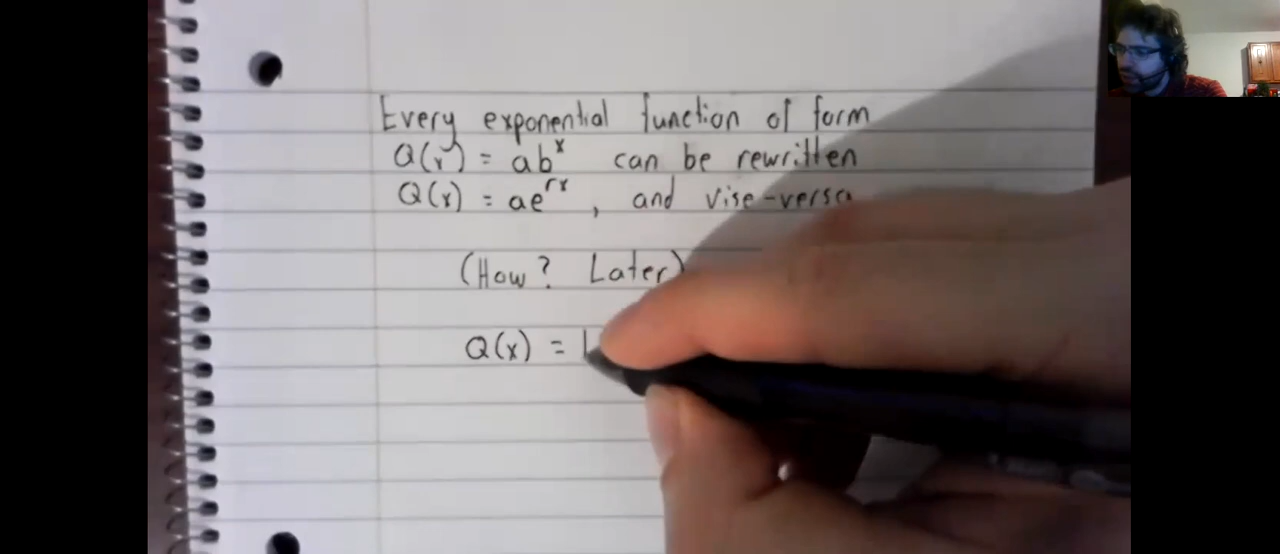 Every exponential function of form
Q(x) = ab^x can be rewritten
Q(x) = ae^rx , and vise-versa
(How? Later)
Q(x) =